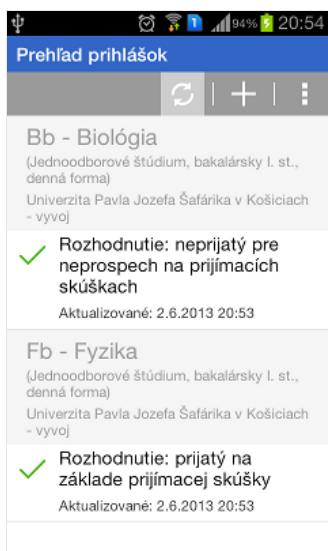 94% 20:54
Prehľad prihlášok
Bb - Biológia
(Jednoodborové štúdium, bakalársky I. st.,
denná forma)
Univerzita Pavla Jozefa Šafárika v Košiciach
- vyvoj
Rozhodnutie: neprijatý pre
neprospech na prijímacích
skúškach
Aktualizované: 2.6.2013 20:53
Fb - Fyzika
(Jednoodborové štúdium, bakalársky I. st.,
denná forma)
Univerzita Pavla Jozefa Šafárika v Košiciach
- vyvoj
Rozhodnutie: prijatý na
základe prijímacej skúšky
Aktualizované: 2.6.2013 20:53